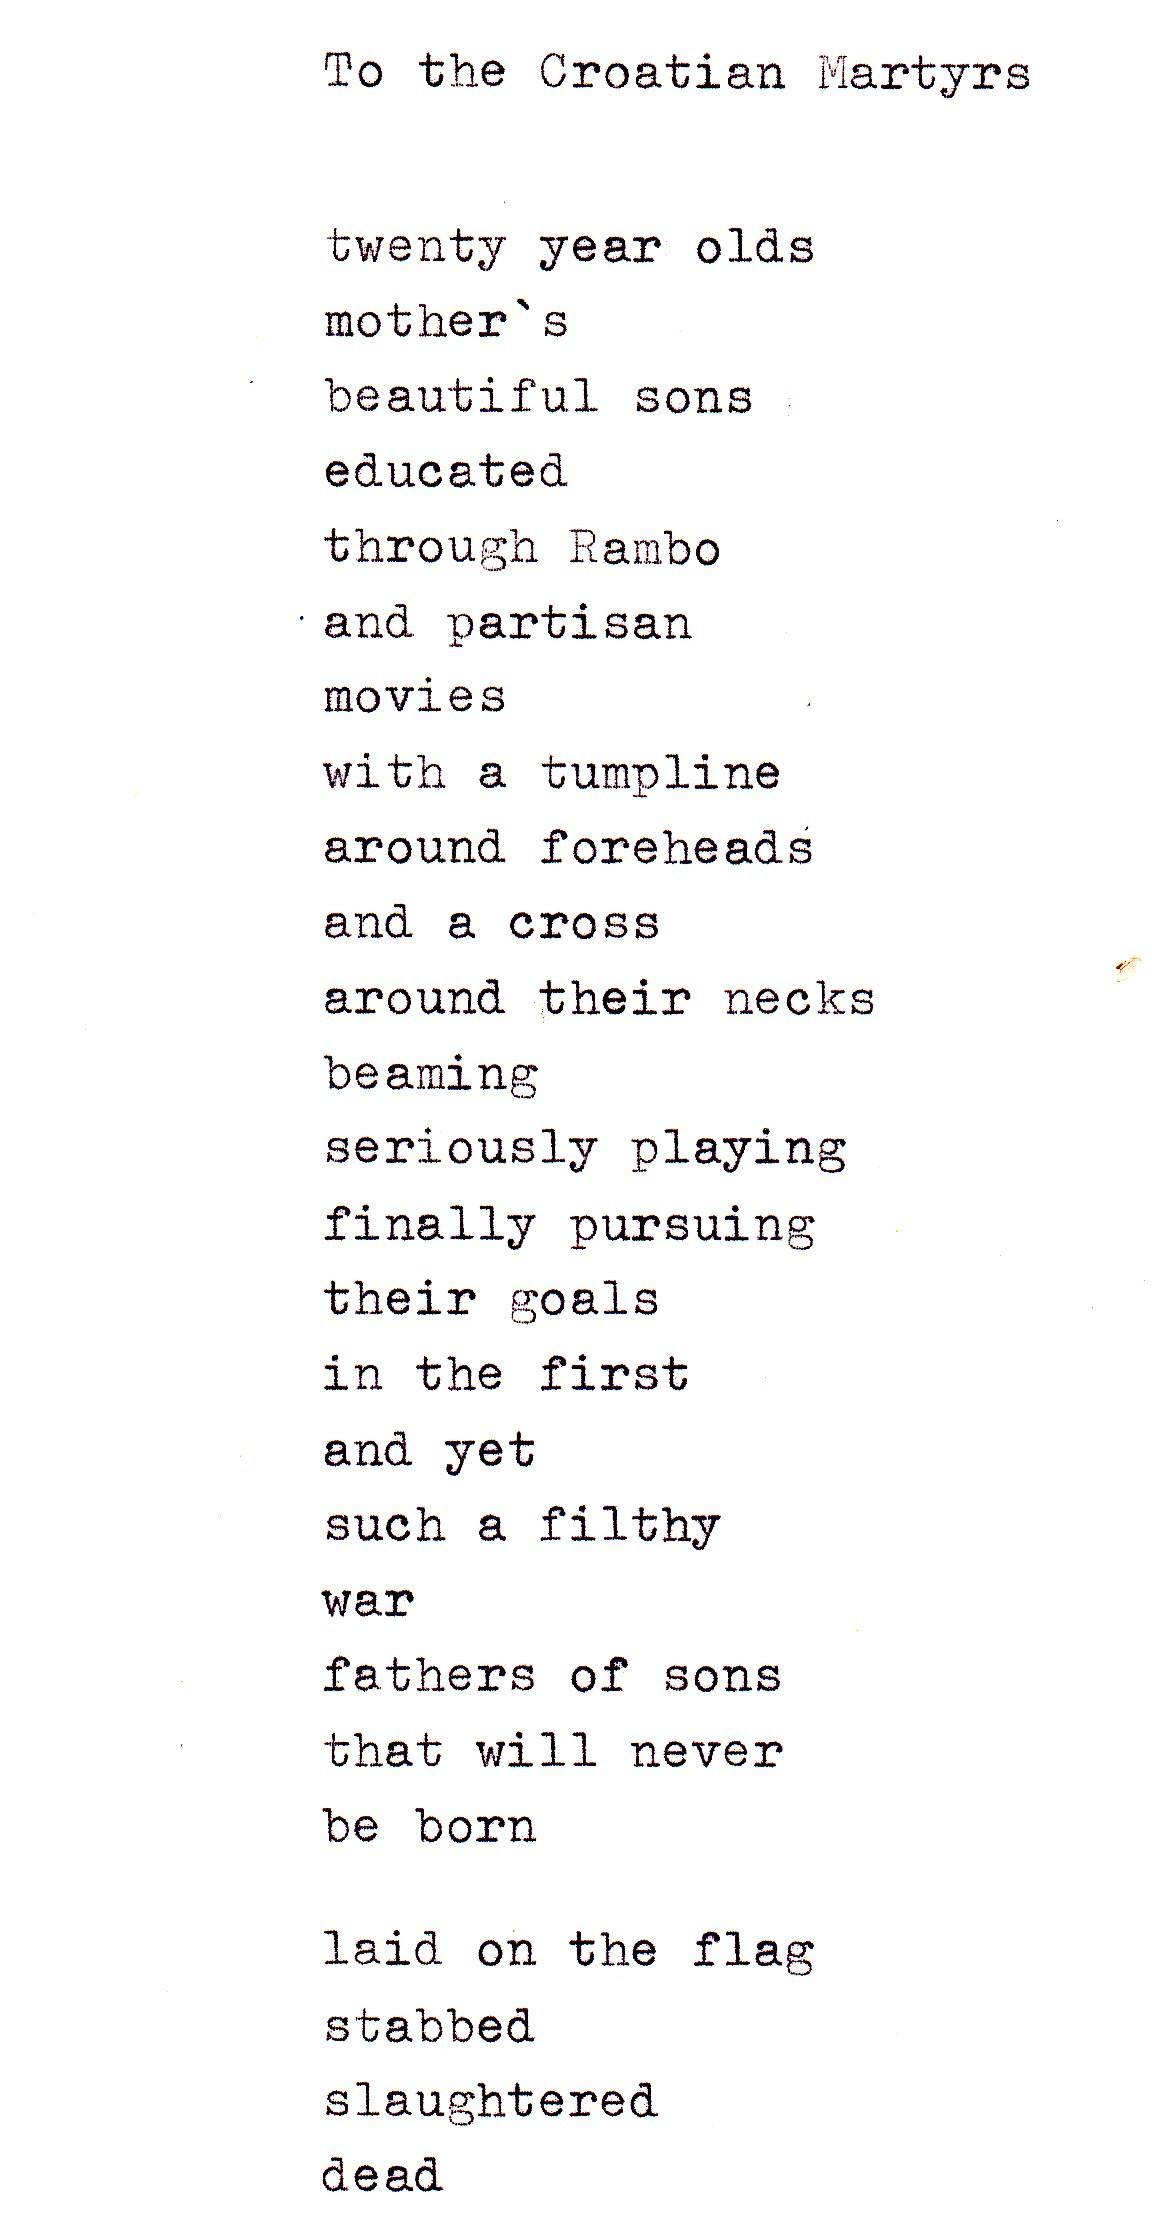 To the Croatian Martyrs
twenty year olds
mother`s
beautiful sons
educated
through Rambo
and partisan
movies
with a tumpline
around foreheads
and a cross
around their necks
beaming
seriously playing
finally pursuing
their goals
in the first
and yet
such a filthy
war
fathers of sons
that will never
be born
laid on the flag
stabbed
slaughtered
dead